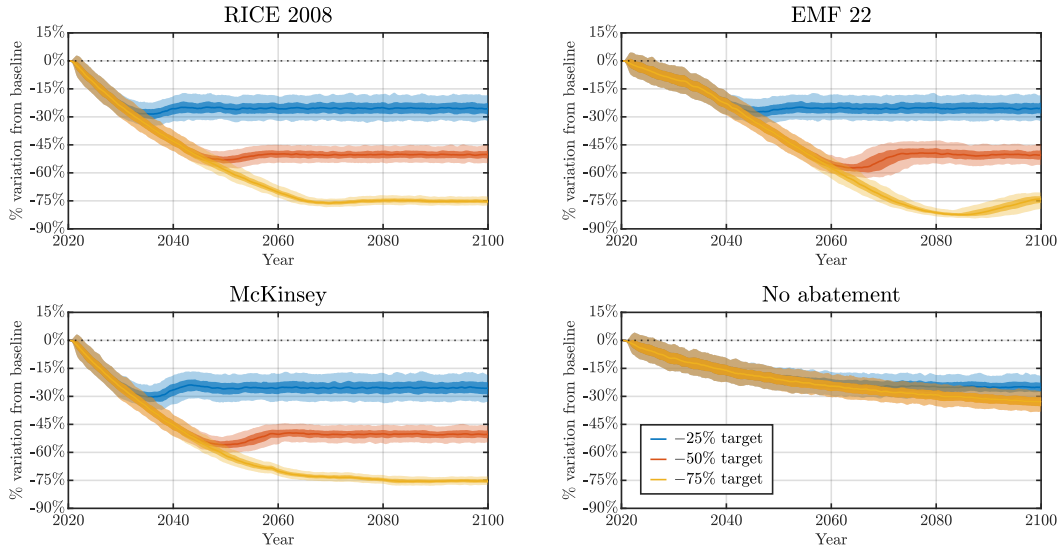 RICE 2008
% variation from baseline
15%
0%
-15%
-30%
-45%
-60%
-75%
-90%
2020 2040 2060 2080 2100
Year
EMF 22
% variation from baseline
15%
0%
-15%
-30%
-45%
-60%
-75%
-90%
2020 2040 2060 2080 2100
Year
McKinsey
% variation from baseline
15%
0%
-15%
-30%
-45%
-60%
-75%
-90%
2020 2040 2060 2080 2100
Year
No abatement
% variation from baseline
15%
0%
-15%
-30%
-45%
-60%
-75%
-90%
−25% target
−50% target
−75% target
2020 2040 2060 2080 2100
Year